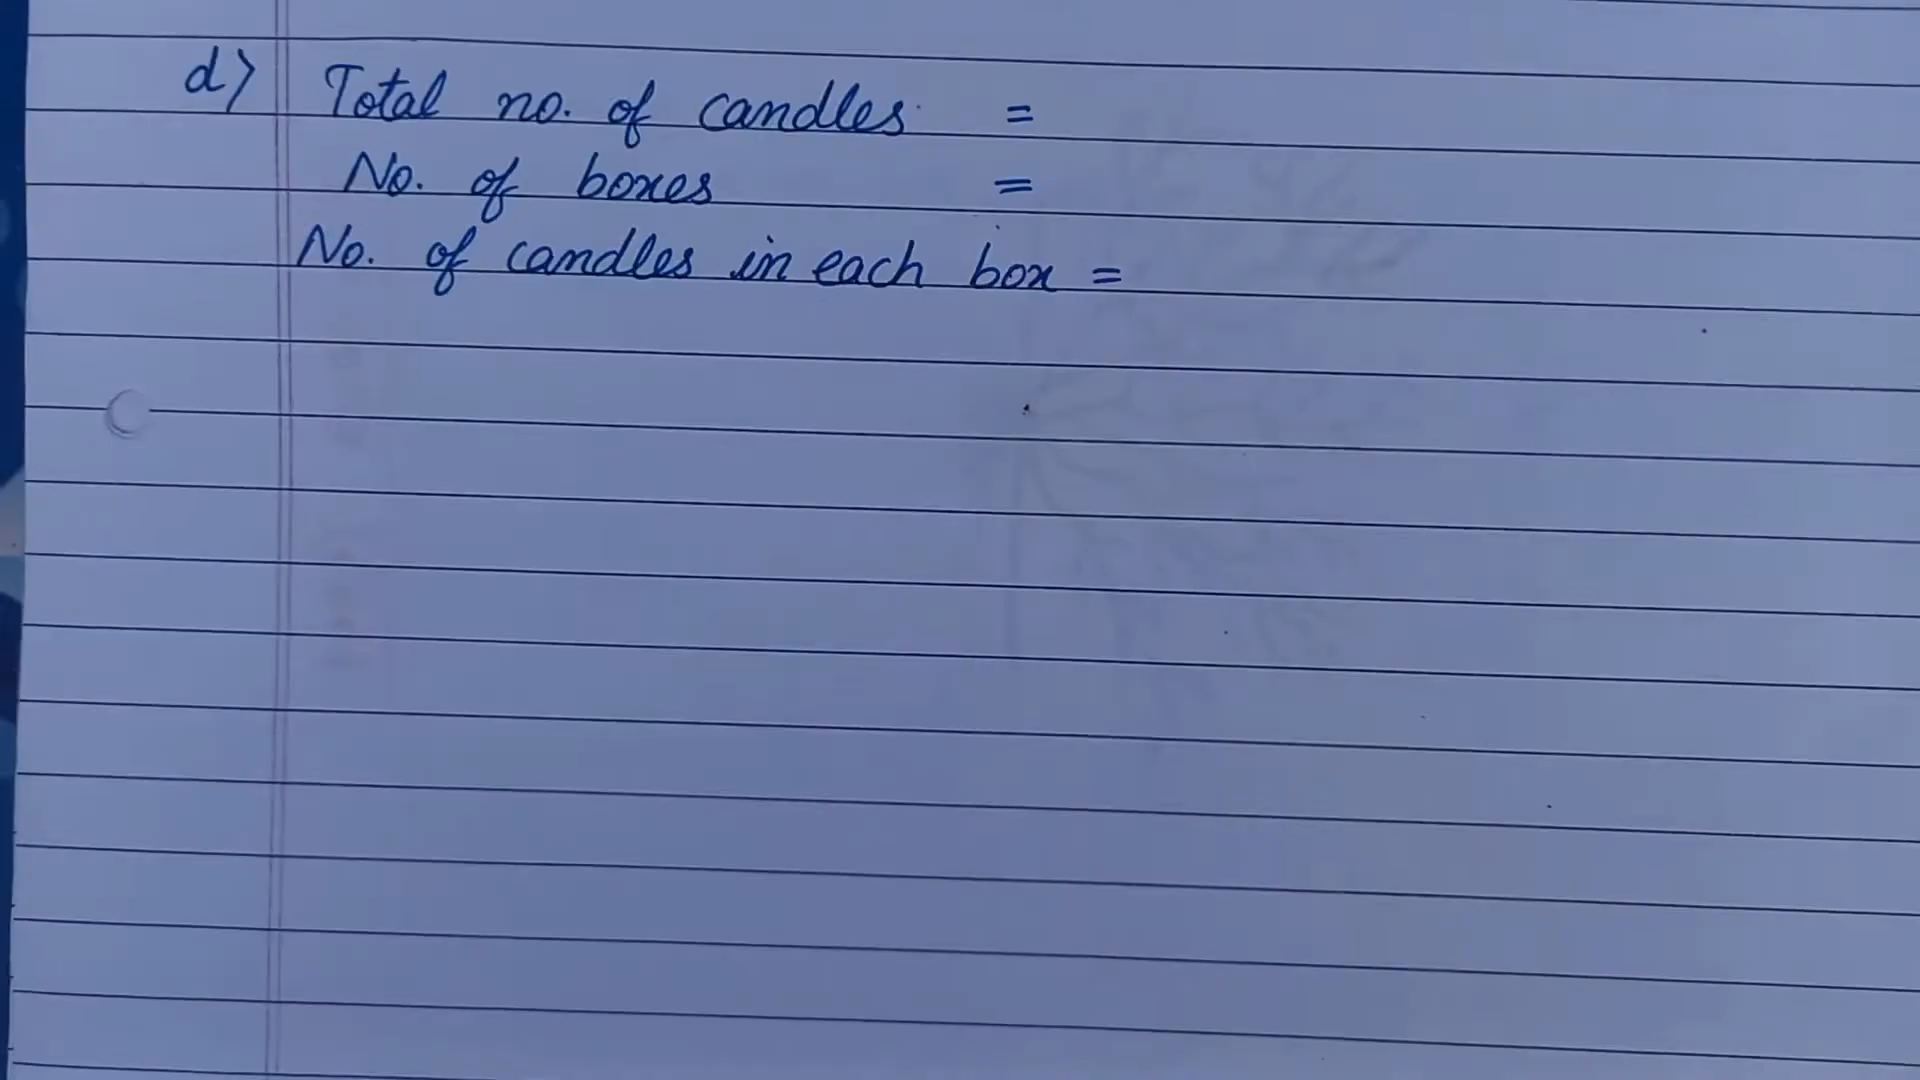 d) Total no. of candles =
No. of boxes =
No. of candles in each box =